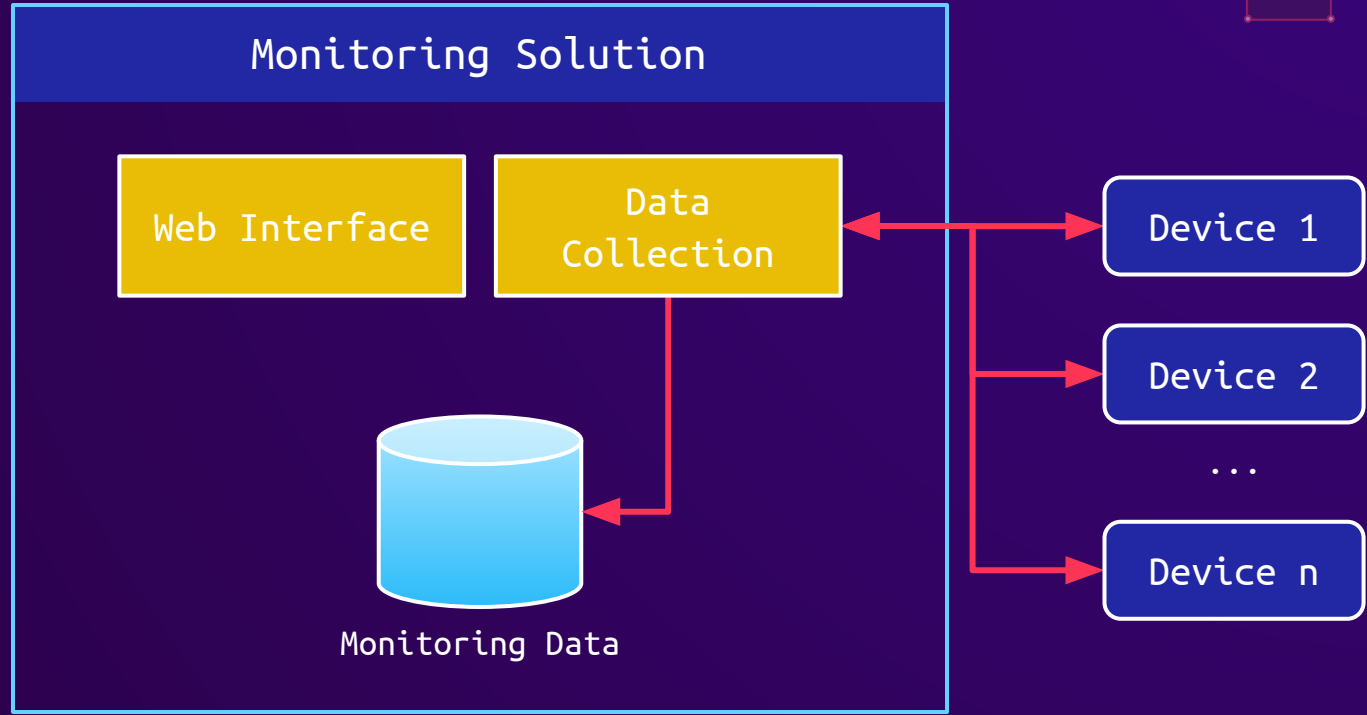 Monitoring Solution
Web Interface
Data
Collection
Monitoring Data
Device 1
Device 2
...
Device n